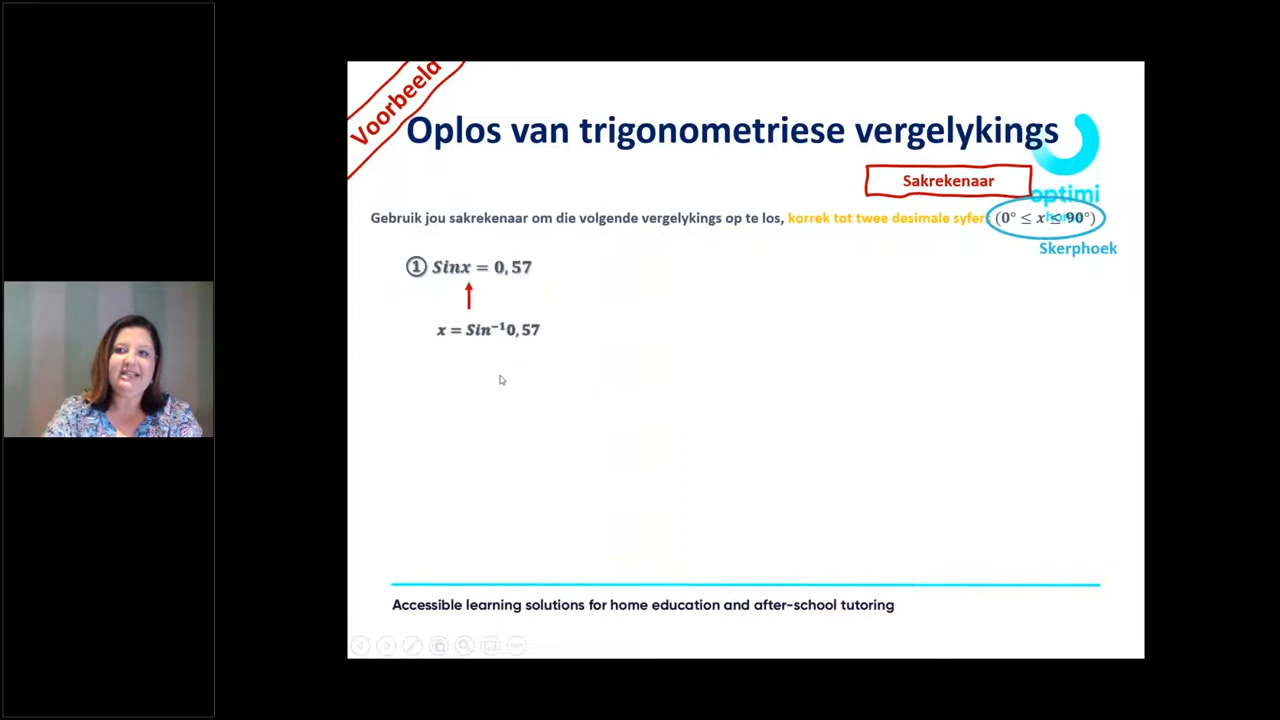 Voorbeeld
Oplos van trigonometriese vergelykings
Sakrekenaar
optimi
Gebruik jou sakrekenaar om die volgende vergelykings op te los, korrek tot twee desimale syfers (0° ≤ x ≤ 90°)
Skerphoek
① Sinx = 0,57
x = Sin⁻¹0,57
Accessible learning solutions for home education and after-school tutoring